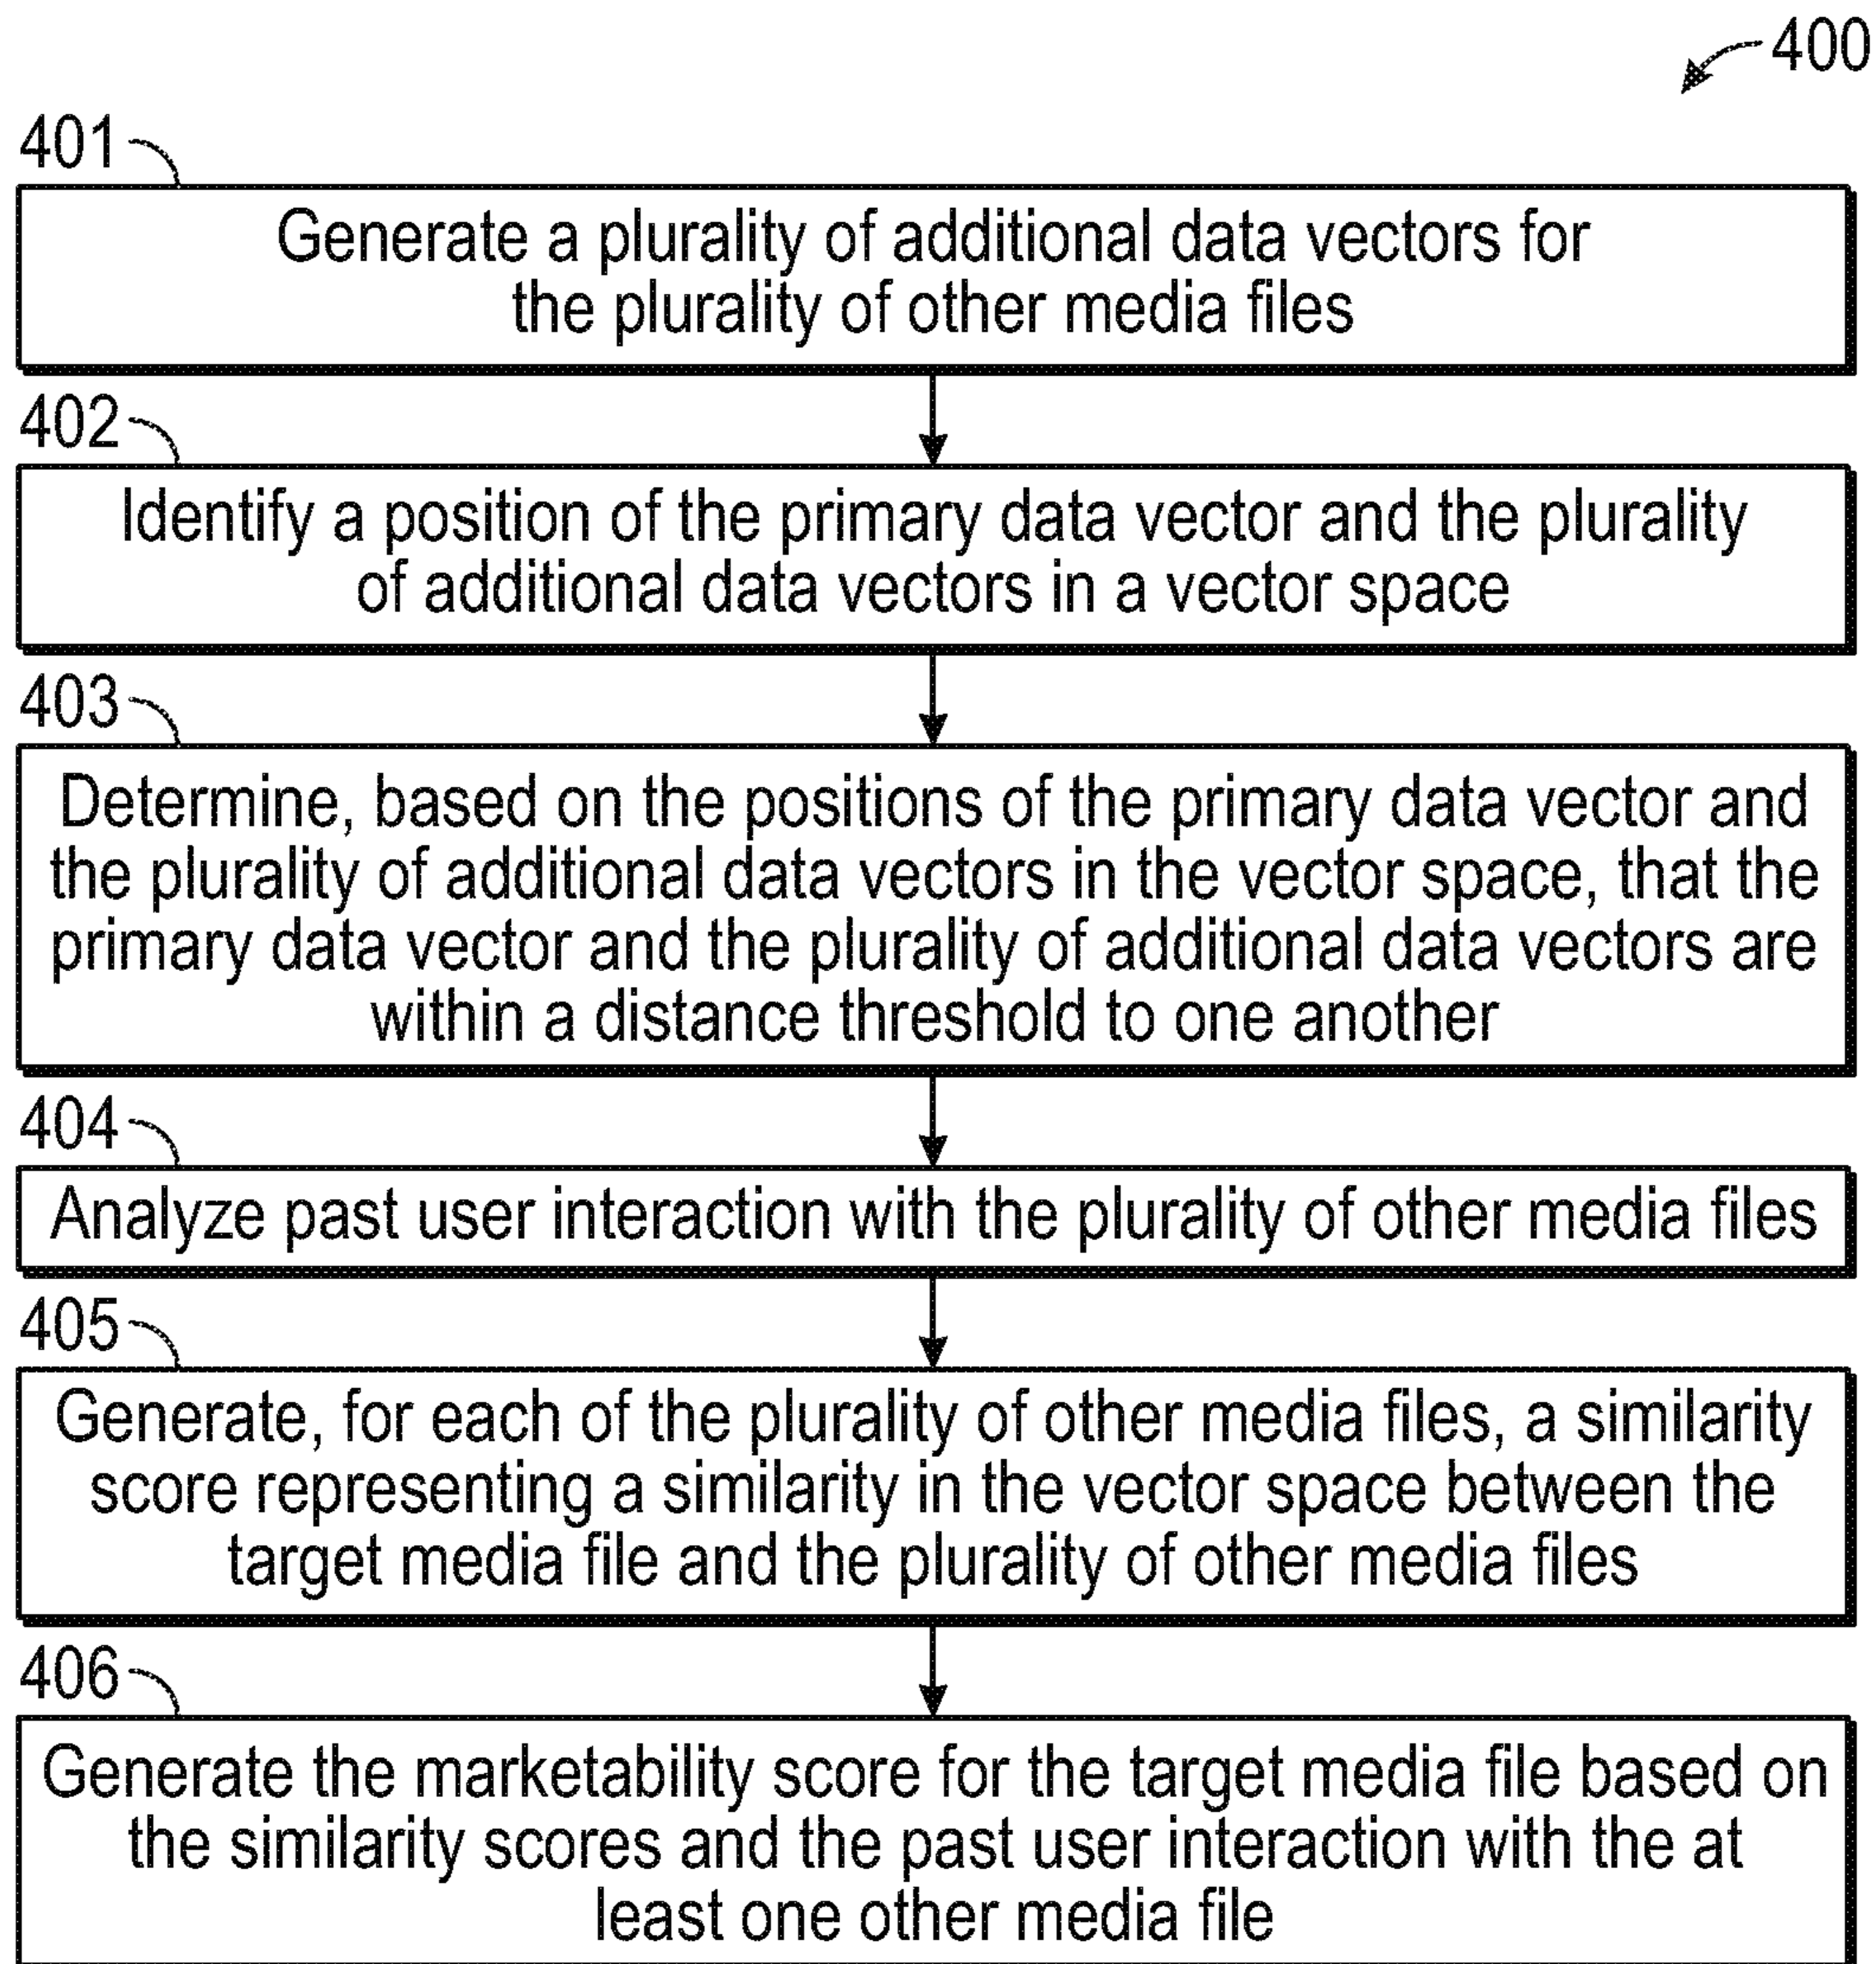 400
401
Generate a plurality of additional data vectors for
the plurality of other media files
402
Identify a position of the primary data vector and the plurality
of additional data vectors in a vector space
403
Determine, based on the positions of the primary data vector and
the plurality of additional data vectors in the vector space, that the
primary data vector and the plurality of additional data vectors are
within a distance threshold to one another
404
Analyze past user interaction with the plurality of other media files
405
Generate, for each of the plurality of other media files, a similarity
score representing a similarity in the vector space between the
target media file and the plurality of other media files
406
Generate the marketability score for the target media file based on
the similarity scores and the past user interaction with the at
least one other media file